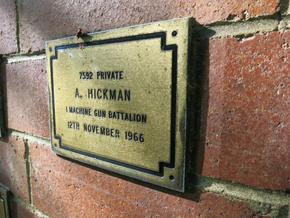 7592 PRIVATE
A. HICKMAN
1 MACHINE GUN BATTALION
12TH NOVEMBER 1966